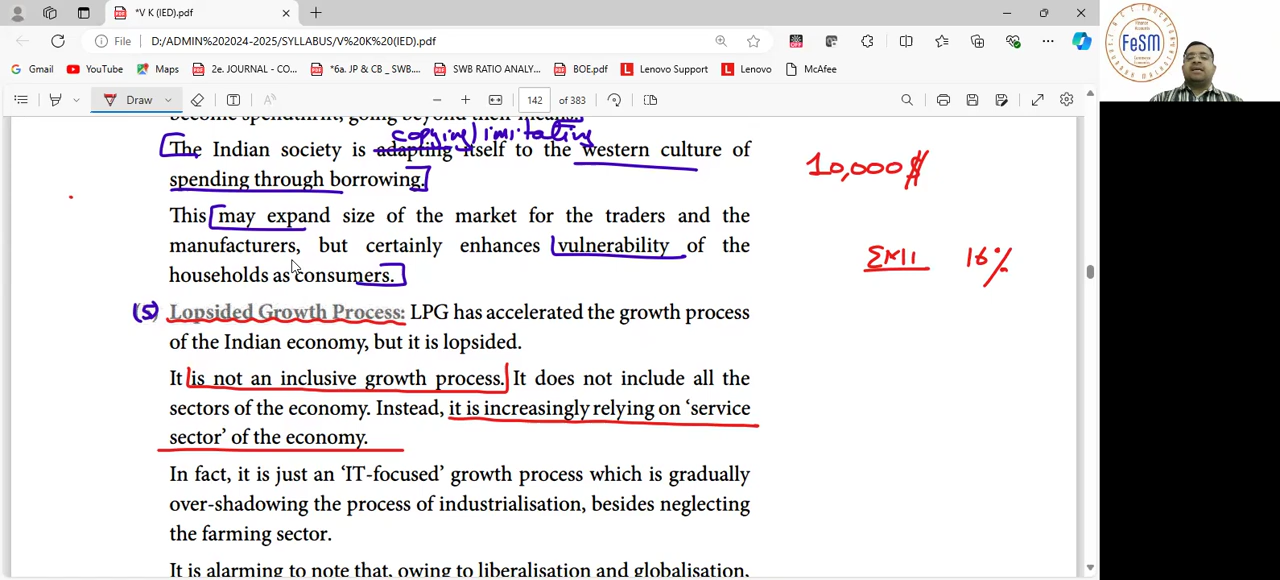 *V K (IED).pdf
File
D:/ADMIN%202024-2025/SYLLABUS/V%20K%20(IED).pdf
Gmail
YouTube
Maps
2e. JOURNAL - CO...
*6a. JP & CB _ SWB....
SWB RATIO ANALY...
BOE.pdf
Lenovo Support
Lenovo
McAfee
Draw
142 of 383
FeSM
become spendthrift, going beyond their means.
copying/imitating
The Indian society is adapting itself to the western culture of
spending through borrowing.
10,000 $
This may expand size of the market for the traders and the
manufacturers, but certainly enhances vulnerability of the
households as consumers.
EMI 16%
(5) Lopsided Growth Process: LPG has accelerated the growth process
of the Indian economy, but it is lopsided.
It is not an inclusive growth process. It does not include all the
sectors of the economy. Instead, it is increasingly relying on ‘service
sector’ of the economy.
In fact, it is just an ‘IT-focused’ growth process which is gradually
over-shadowing the process of industrialisation, besides neglecting
the farming sector.
It is alarming to note that, owing to liberalisation and globalisation,